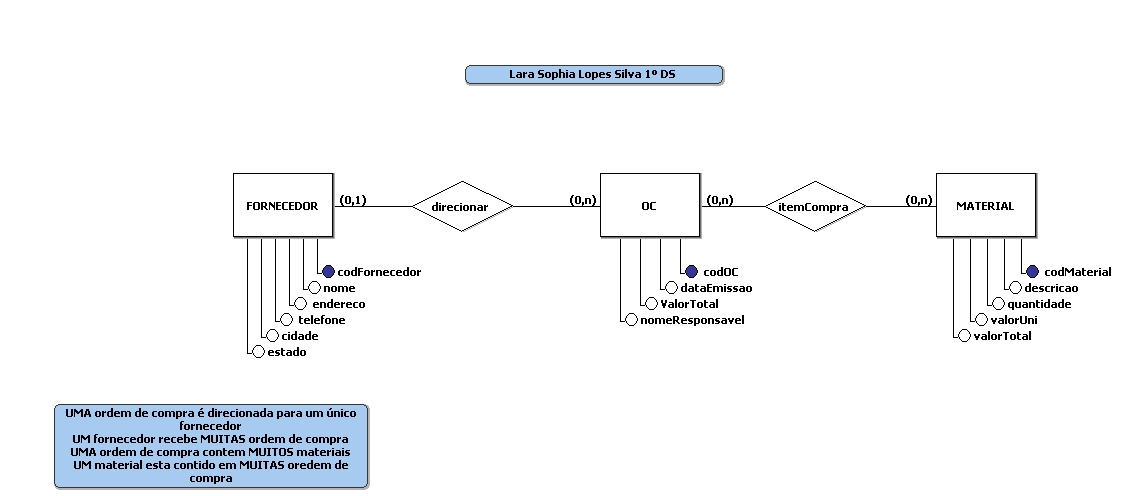 Lara Sophia Lopes Silva 1º DS
FORNECEDOR
(0,1)
direcionar
(0,n)
OC
(0,n)
itemCompra
(0,n)
MATERIAL
codFornecedor
nome
endereco
telefone
cidade
estado
codOC
dataEmissao
ValorTotal
nomeResponsavel
codMaterial
descricao
quantidade
valorUni
valorTotal
UMA ordem de compra é direcionada para um único
fornecedor
UM fornecedor recebe MUITAS ordem de compra
UMA ordem de compra contem MUITOS materiais
UM material esta contido em MUITAS oredem de
compra